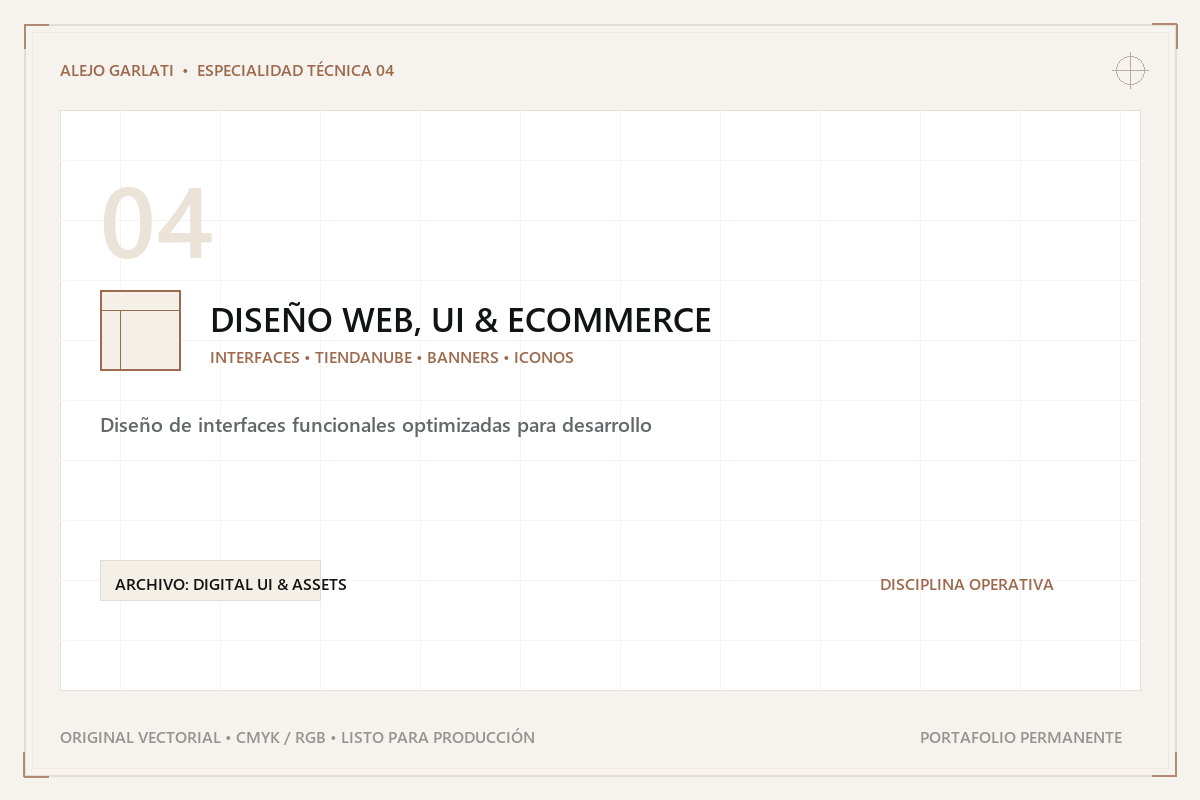 ALEJO GARLATI • ESPECIALIDAD TÉCNICA 04
04
DISEÑO WEB, UI & ECOMMERCE
INTERFACES • TIENDANUBE • BANNERS • ICONOS
Diseño de interfaces funcionales optimizadas para desarrollo
ARCHIVO: DIGITAL UI & ASSETS
DISCIPLINA OPERATIVA
ORIGINAL VECTORIAL • CMYK / RGB • LISTO PARA PRODUCCIÓN
PORTAFOLIO PERMANENTE